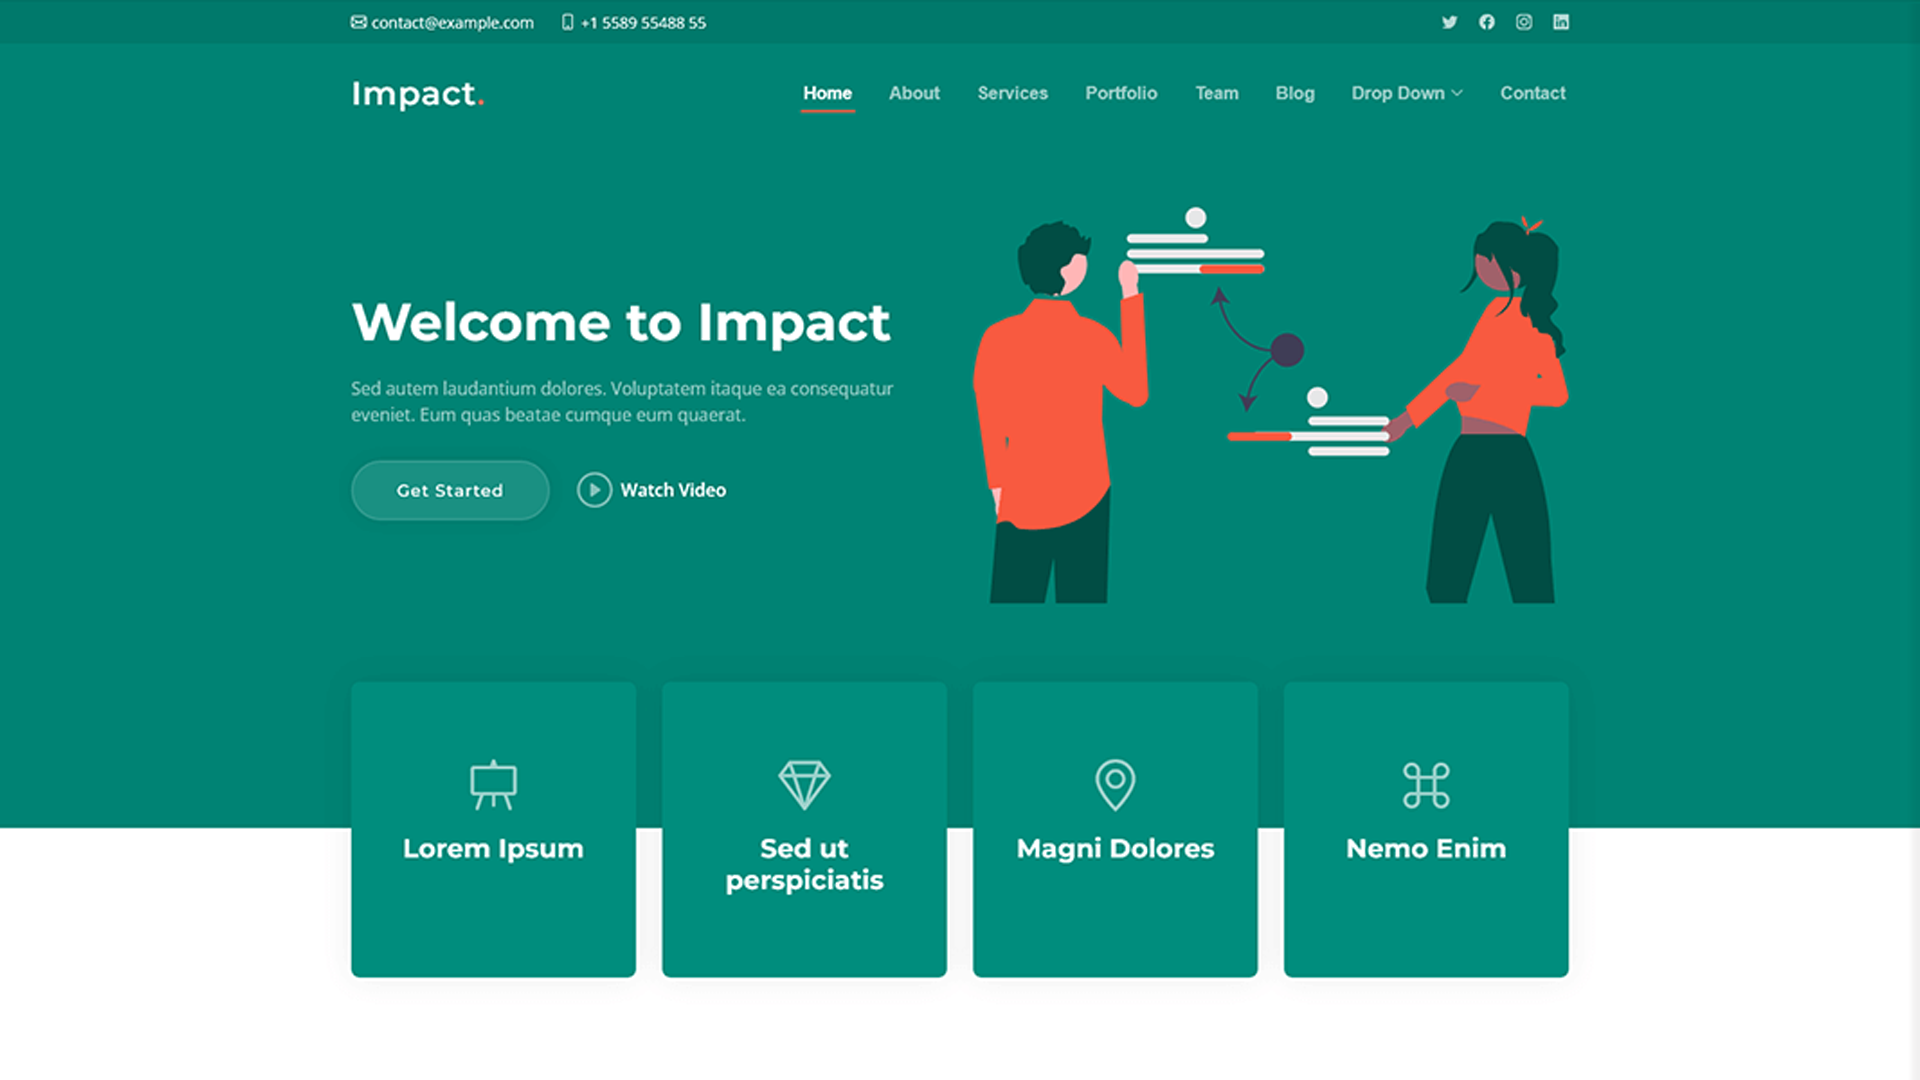 contact@example.com +1 5589 55488 55
Impact.
Home About Services Portfolio Team Blog Drop Down Contact
Welcome to Impact
Sed autem laudantium dolores. Voluptatem itaque ea consequatur
eveniet. Eum quas beatae cumque eum quaerat.
Get Started
Watch Video
Lorem Ipsum
Sed ut
perspiciatis
Magni Dolores
Nemo Enim